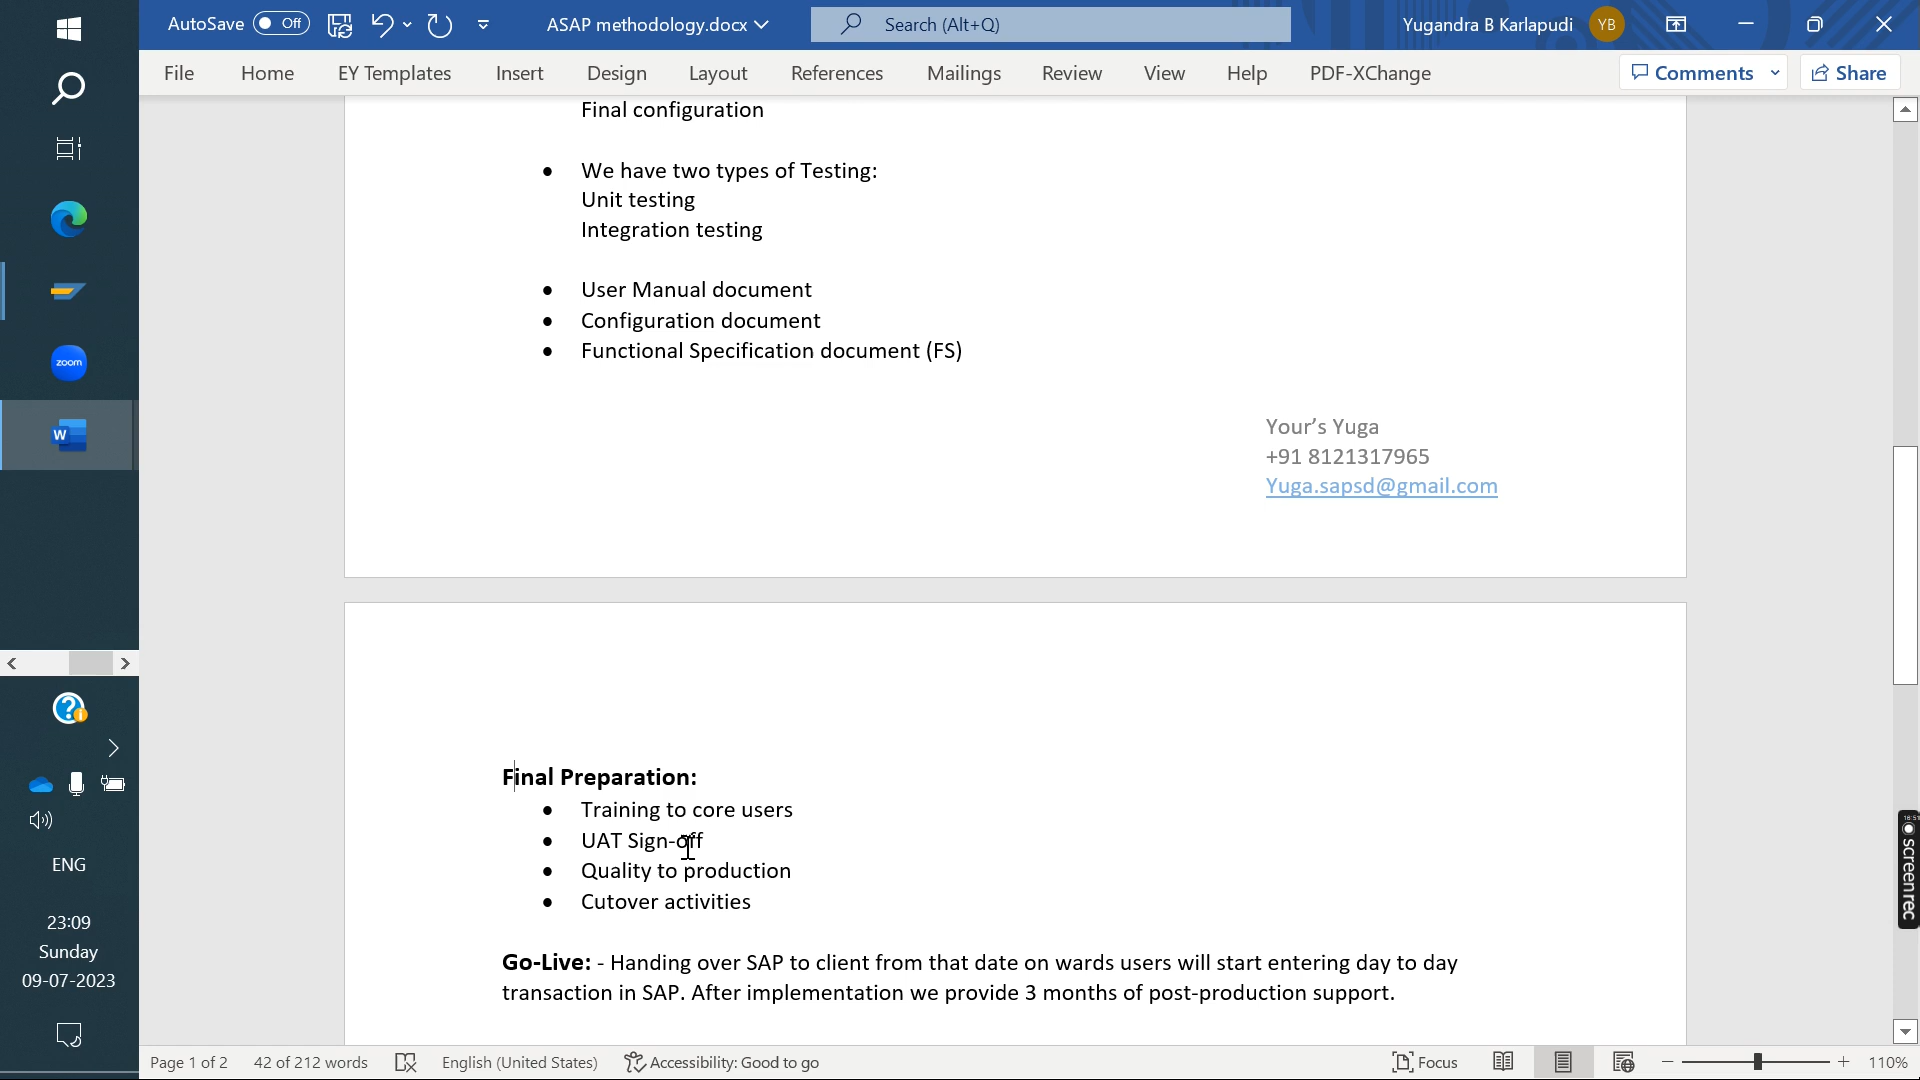 AutoSave Off ASAP methodology.docx Search (Alt+Q) Yugandra B Karlapudi YB
File Home EY Templates Insert Design Layout References Mailings Review View Help PDF-XChange Comments Share
Final configuration
• We have two types of Testing:
Unit testing
Integration testing
zoom
• User Manual document
• Configuration document
• Functional Specification document (FS)
W
Your's Yuga
+91 8121317965
Yuga.sapsd@gmail.com
Final Preparation:
• Training to core users
• UAT Sign-off
• Quality to production
• Cutover activities
Go-Live: - Handing over SAP to client from that date on wards users will start entering day to day
transaction in SAP. After implementation we provide 3 months of post-production support.
ENG
23:09
Sunday
09-07-2023
screenrec
Page 1 of 2 42 of 212 words English (United States) Accessibility: Good to go Focus 110%